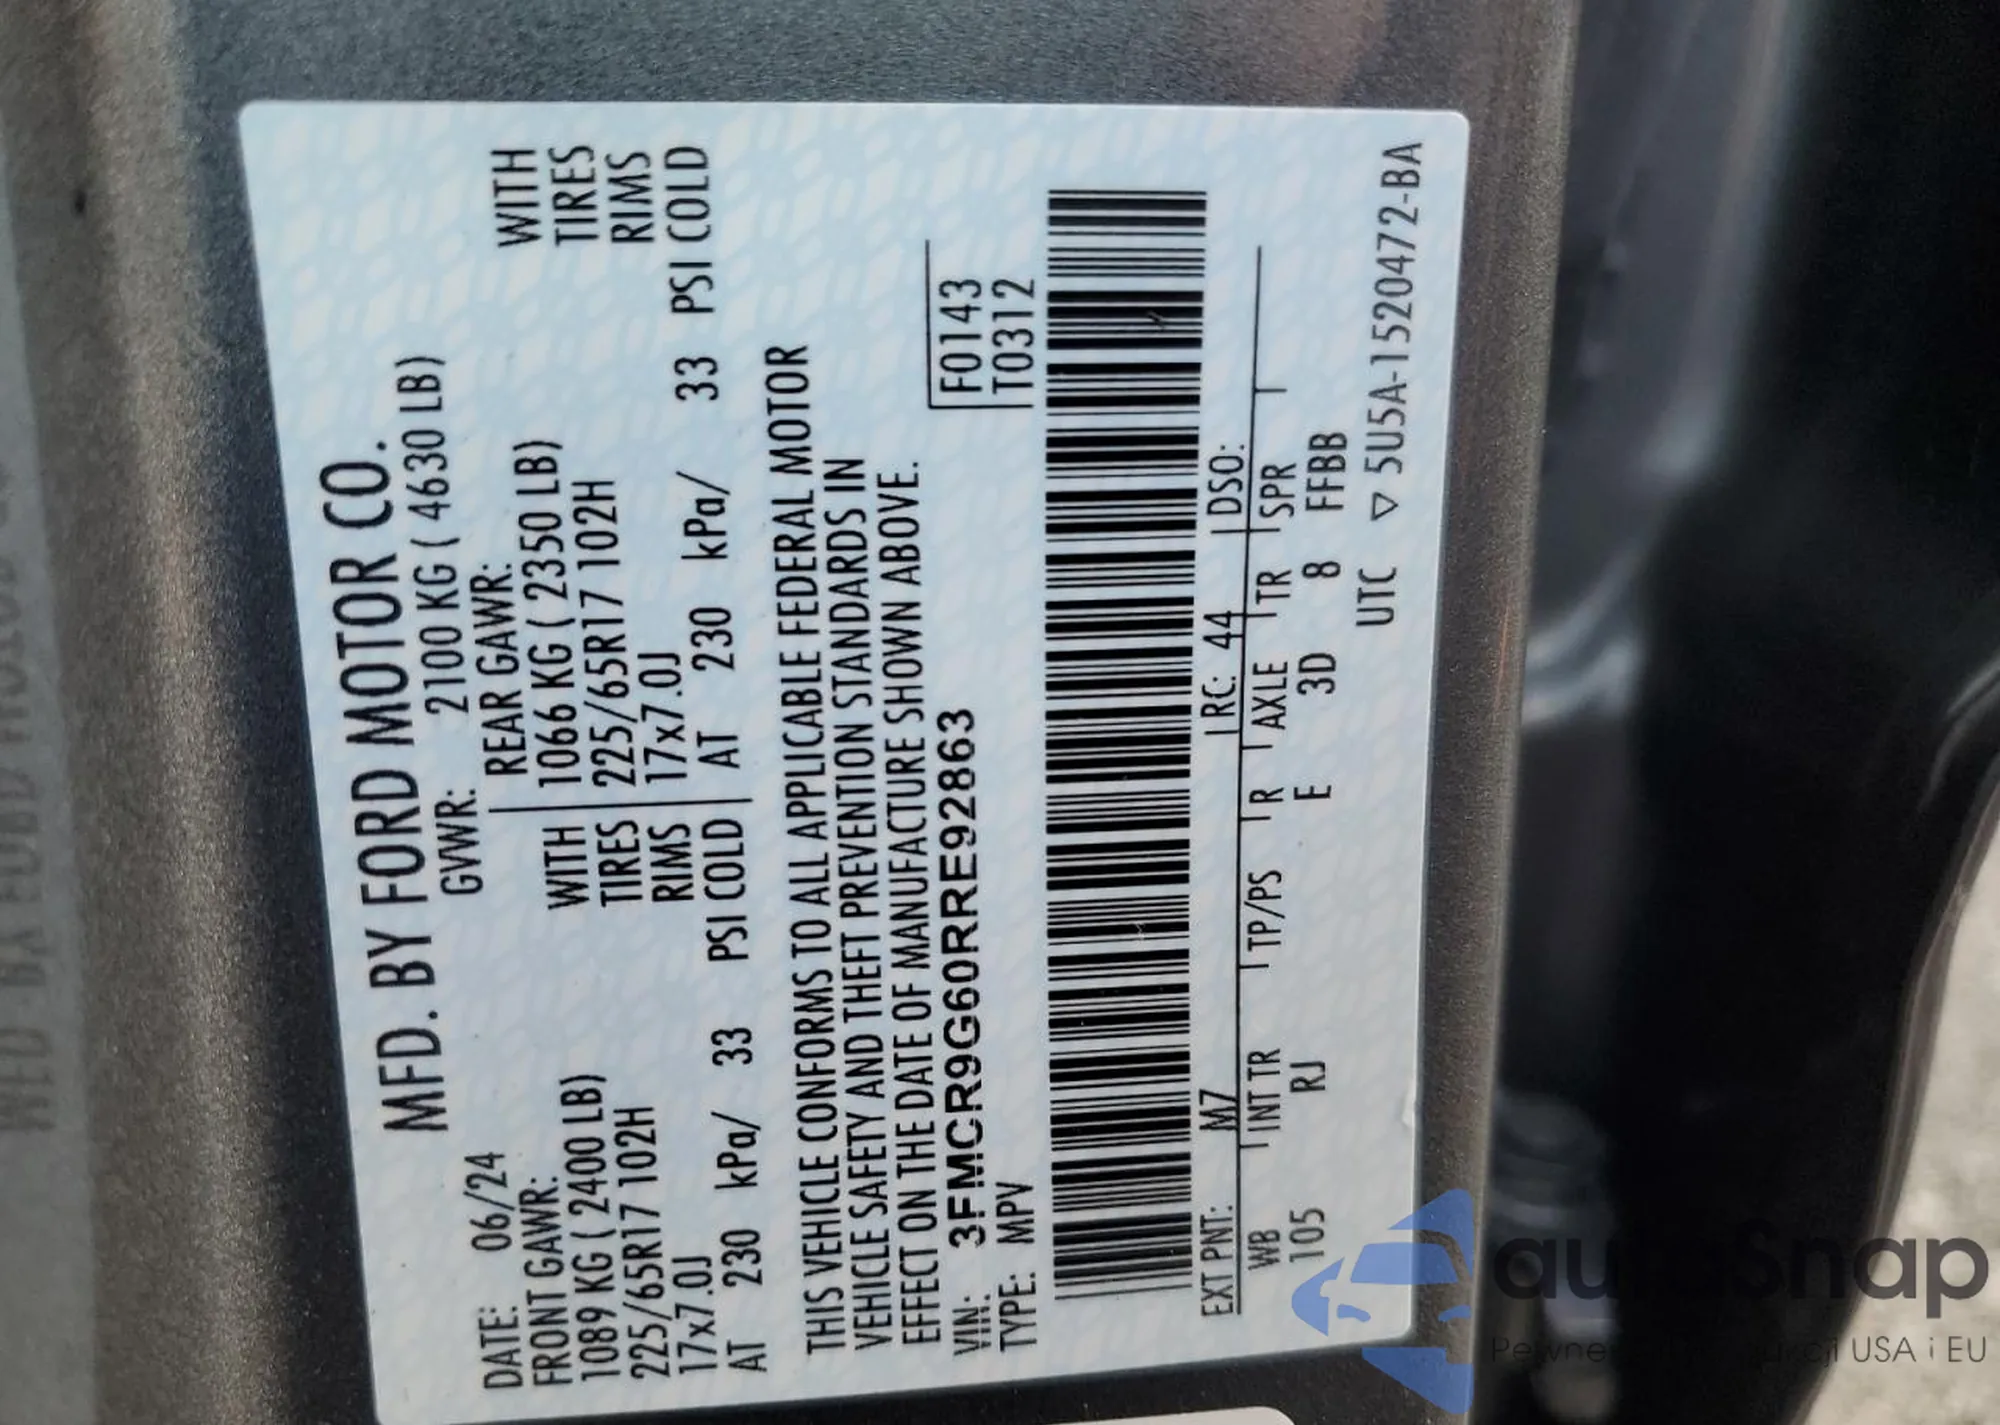 MFD. BY FORD MOTOR CO.
DATE: 06/24 GVWR: 2100 KG ( 4630 LB)
FRONT GAWR: REAR GAWR:
1089 KG ( 2400 LB) WITH 1066 KG ( 2350 LB) WITH
225/65R17 102H TIRES 225/65R17 102H TIRES
17x7.0J RIMS 17x7.0J RIMS
AT 230 kPa/ 33 PSI COLD AT 230 kPa/ 33 PSI COLD
THIS VEHICLE CONFORMS TO ALL APPLICABLE FEDERAL MOTOR
VEHICLE SAFETY AND THEFT PREVENTION STANDARDS IN
EFFECT ON THE DATE OF MANUFACTURE SHOWN ABOVE.
VIN: 3FMCR9G60RRE92863 F0143
TYPE: MPV T0312
EXT PNT: M7 RC: 44 DSO:
WB INT TR TP/PS R AXLE TR SPR
105 RJ E 3D 8 FFBB
UTC ▽ 5U5A-1520472-BA
autoSnap
USA i EU